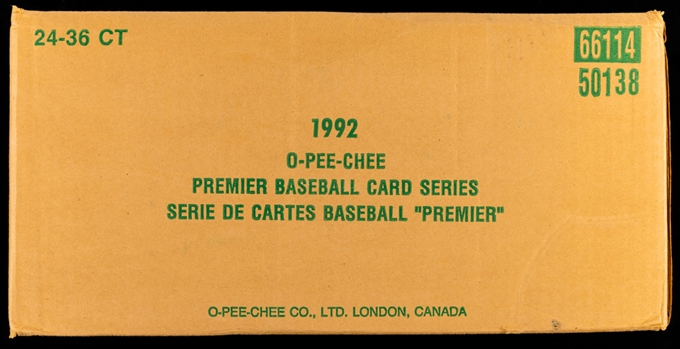 24-36 CT
66114
50138
1992
O-PEE-CHEE
PREMIER BASEBALL CARD SERIES
SERIE DE CARTES BASEBALL "PREMIER"
O-PEE-CHEE CO., LTD. LONDON, CANADA